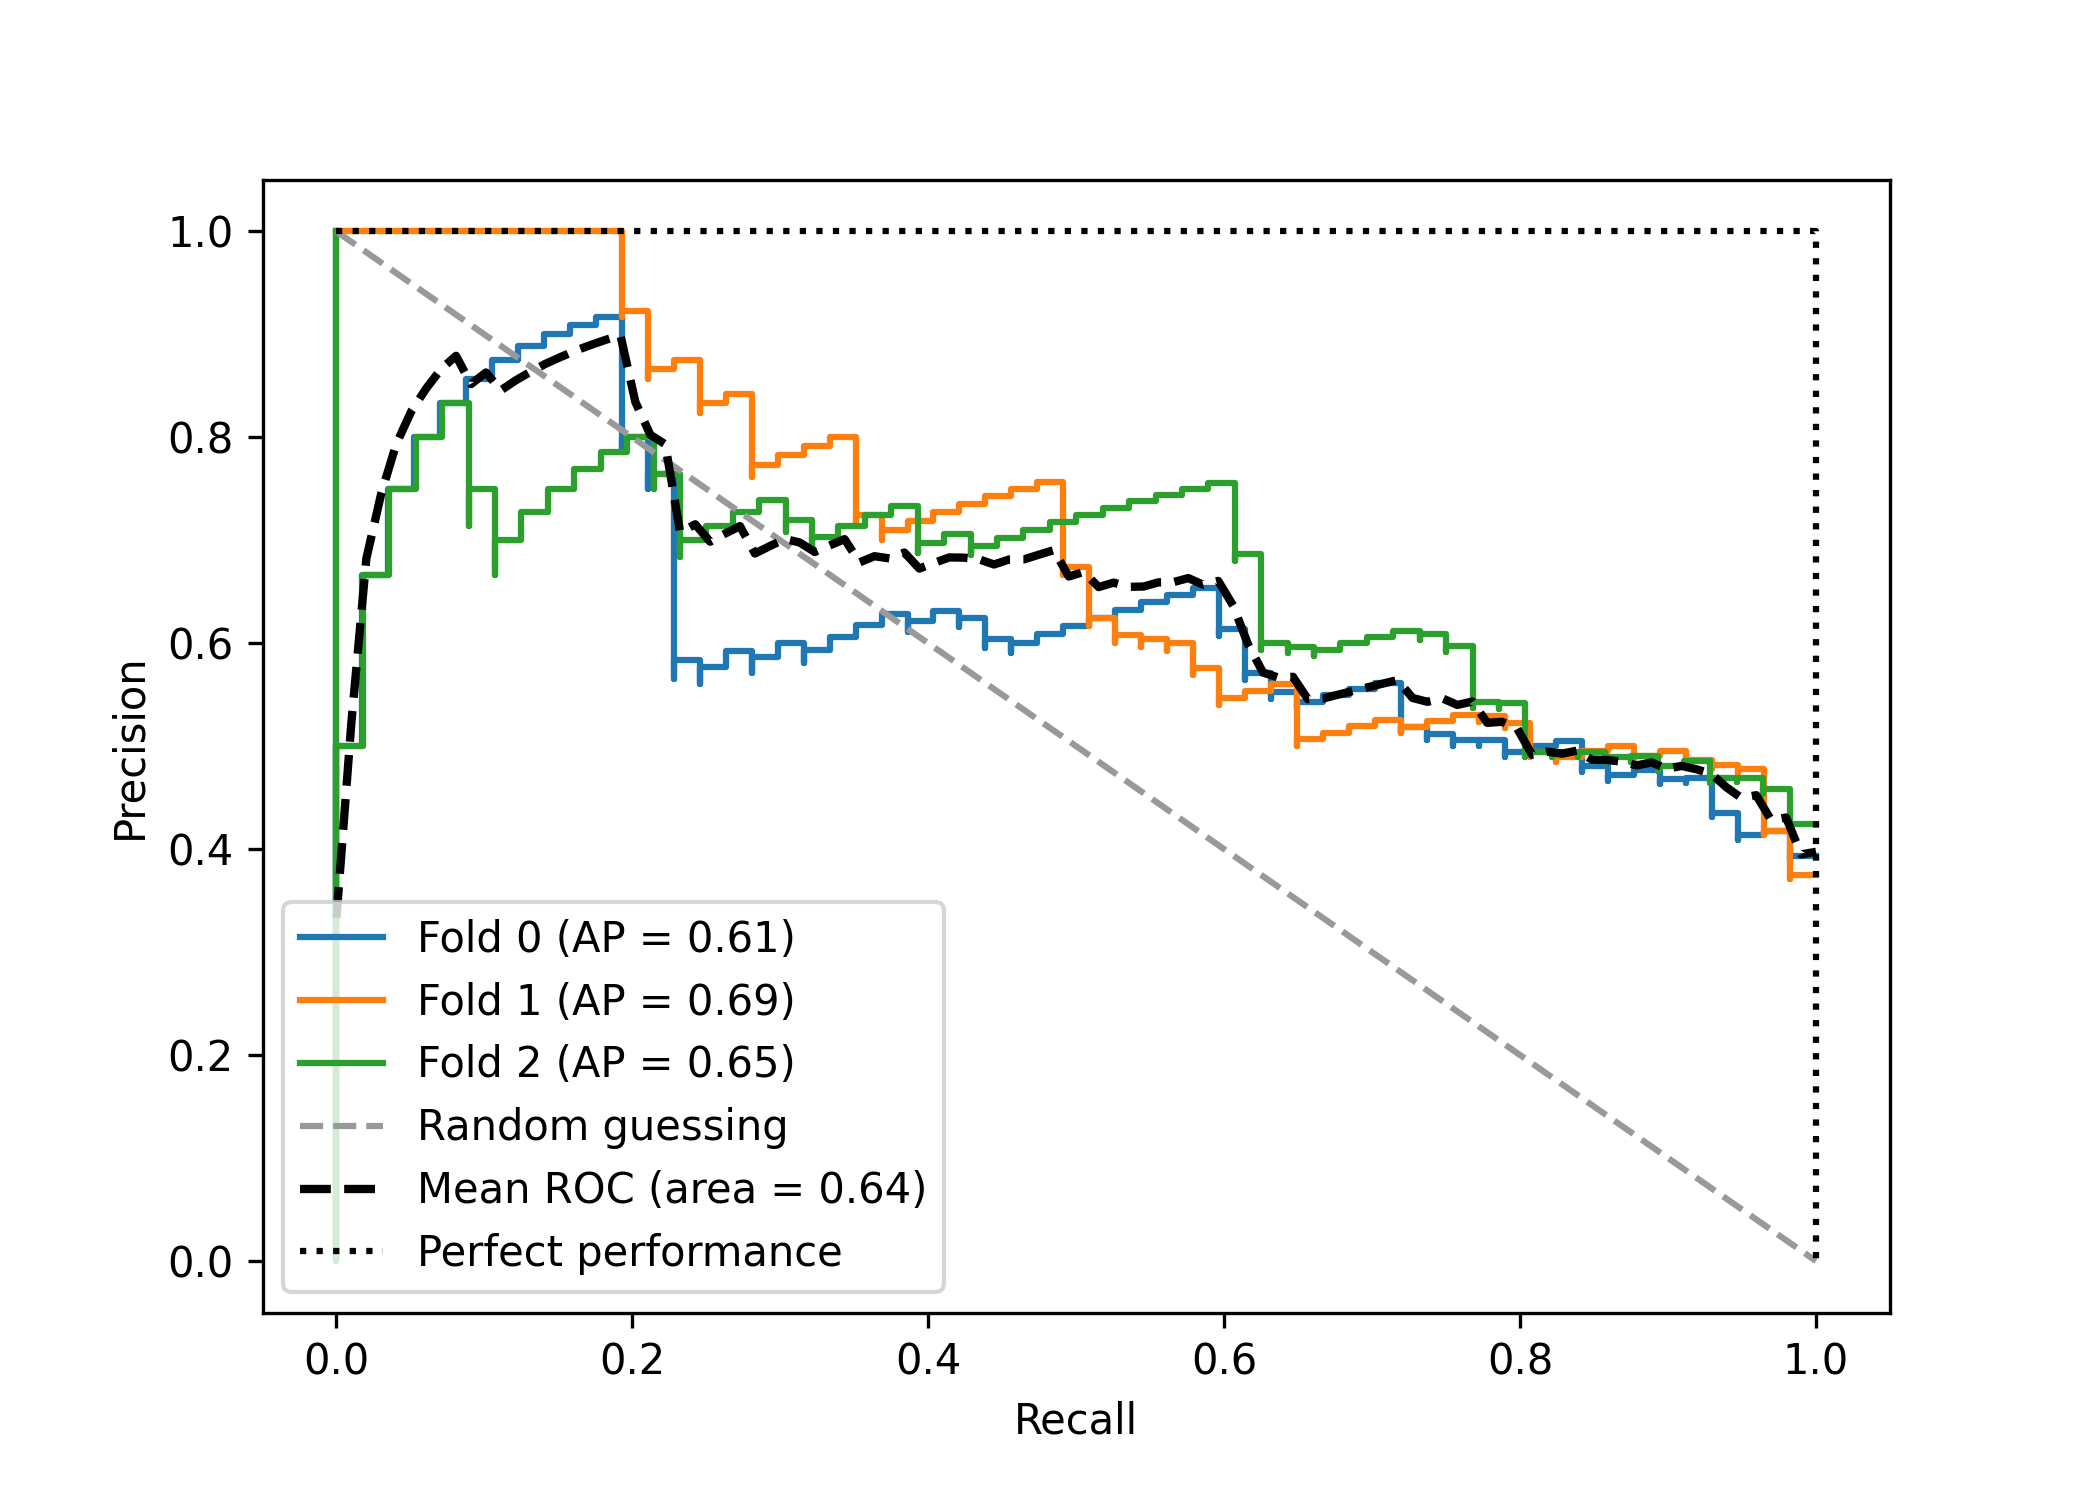 1.0
0.8
0.6
0.4
0.2
0.0
Precision
Fold 0 (AP = 0.61)
Fold 1 (AP = 0.69)
Fold 2 (AP = 0.65)
Random guessing
Mean ROC (area = 0.64)
Perfect performance
0.0 0.2 0.4 0.6 0.8 1.0
Recall